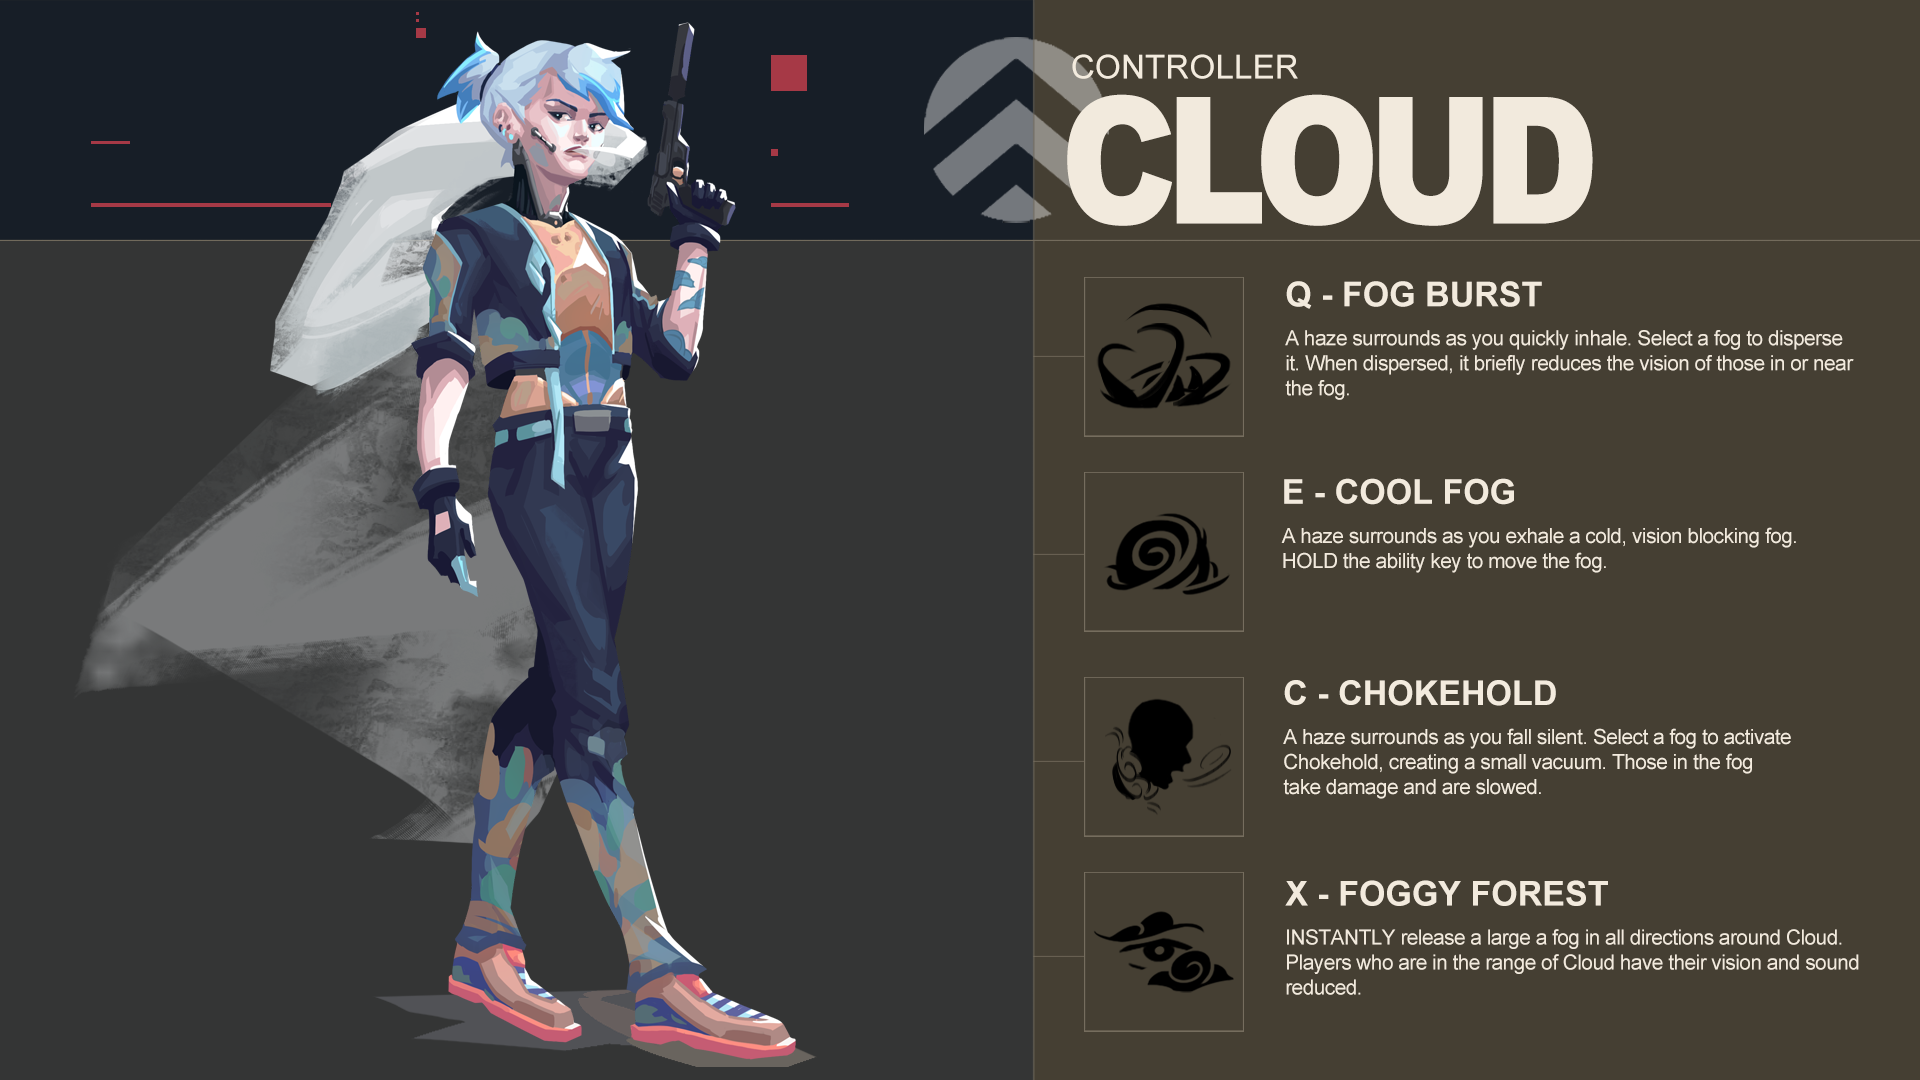 CONTROLLER
CLOUD
Q - FOG BURST
A haze surrounds as you quickly inhale. Select a fog to disperse
it. When dispersed, it briefly reduces the vision of those in or near
the fog.
E - COOL FOG
A haze surrounds as you exhale a cold, vision blocking fog.
HOLD the ability key to move the fog.
C - CHOKEHOLD
A haze surrounds as you fall silent. Select a fog to activate
Chokehold, creating a small vacuum. Those in the fog
take damage and are slowed.
X - FOGGY FOREST
INSTANTLY release a large a fog in all directions around Cloud.
Players who are in the range of Cloud have their vision and sound
reduced.